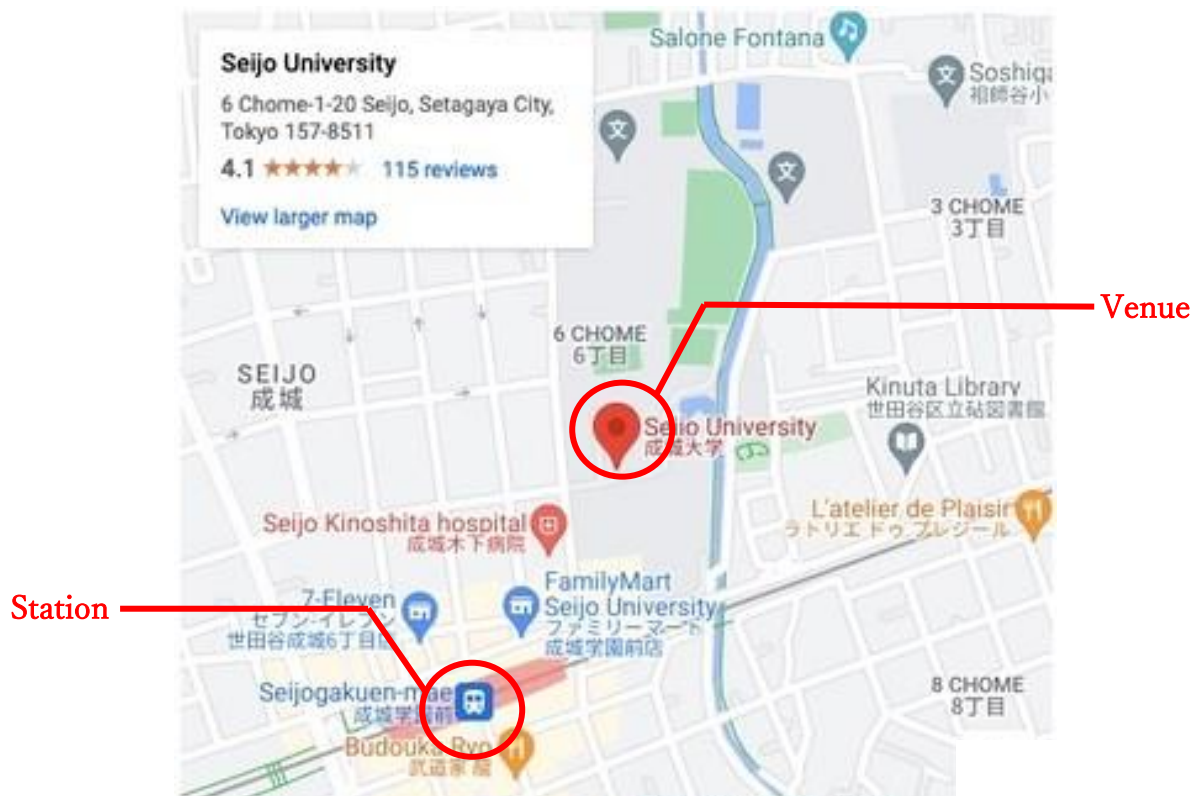 Seijo University
6 Chome-1-20 Seijo, Setagaya City,
Tokyo 157-8511
4.1 115 reviews
View larger map
Salone Fontana
文
文
文
Soshiga
祖師谷小
3 CHOME
3丁目
Venue
6 CHOME
6丁目
SEIJO
成城
Kinuta Library
世田谷区立砧図書館
Seijo University
成城大学
L'atelier de Plaisir
ラトリエ ドゥ プレジール
Seijo Kinoshita hospital
成城木下病院
Station
7-Eleven
セブン-イレブン
世田谷成城6丁目店
FamilyMart
Seijo University
ファミリーマート
成城学園前店
Seijogakuen-mae
成城学園前
8 CHOME
8丁目
Budouka Ryo
武道家 龍